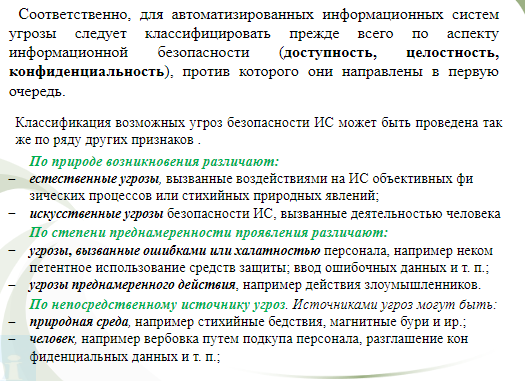 Соответственно, для автоматизированных информационных систем
угрозы следует классифицировать прежде всего по аспекту
информационной безопасности (доступность, целостность,
конфиденциальность), против которого они направлены в первую
очередь.
Классификация возможных угроз безопасности ИС может быть проведена так
же по ряду других признаков .
По природе возникновения различают:
– естественные угрозы, вызванные воздействиями на ИС объективных фи
зических процессов или стихийных природных явлений;
– искусственные угрозы безопасности ИС, вызванные деятельностью человека
По степени преднамеренности проявления различают:
– угрозы, вызванные ошибками или халатностью персонала, например неком
петентное использование средств защиты; ввод ошибочных данных и т. п.;
– угрозы преднамеренного действия, например действия злоумышленников.
По непосредственному источнику угроз. Источниками угроз могут быть:
– природная среда, например стихийные бедствия, магнитные бури и ир.;
– человек, например вербовка путем подкупа персонала, разглашение кон
фиденциальных данных и т. п.;